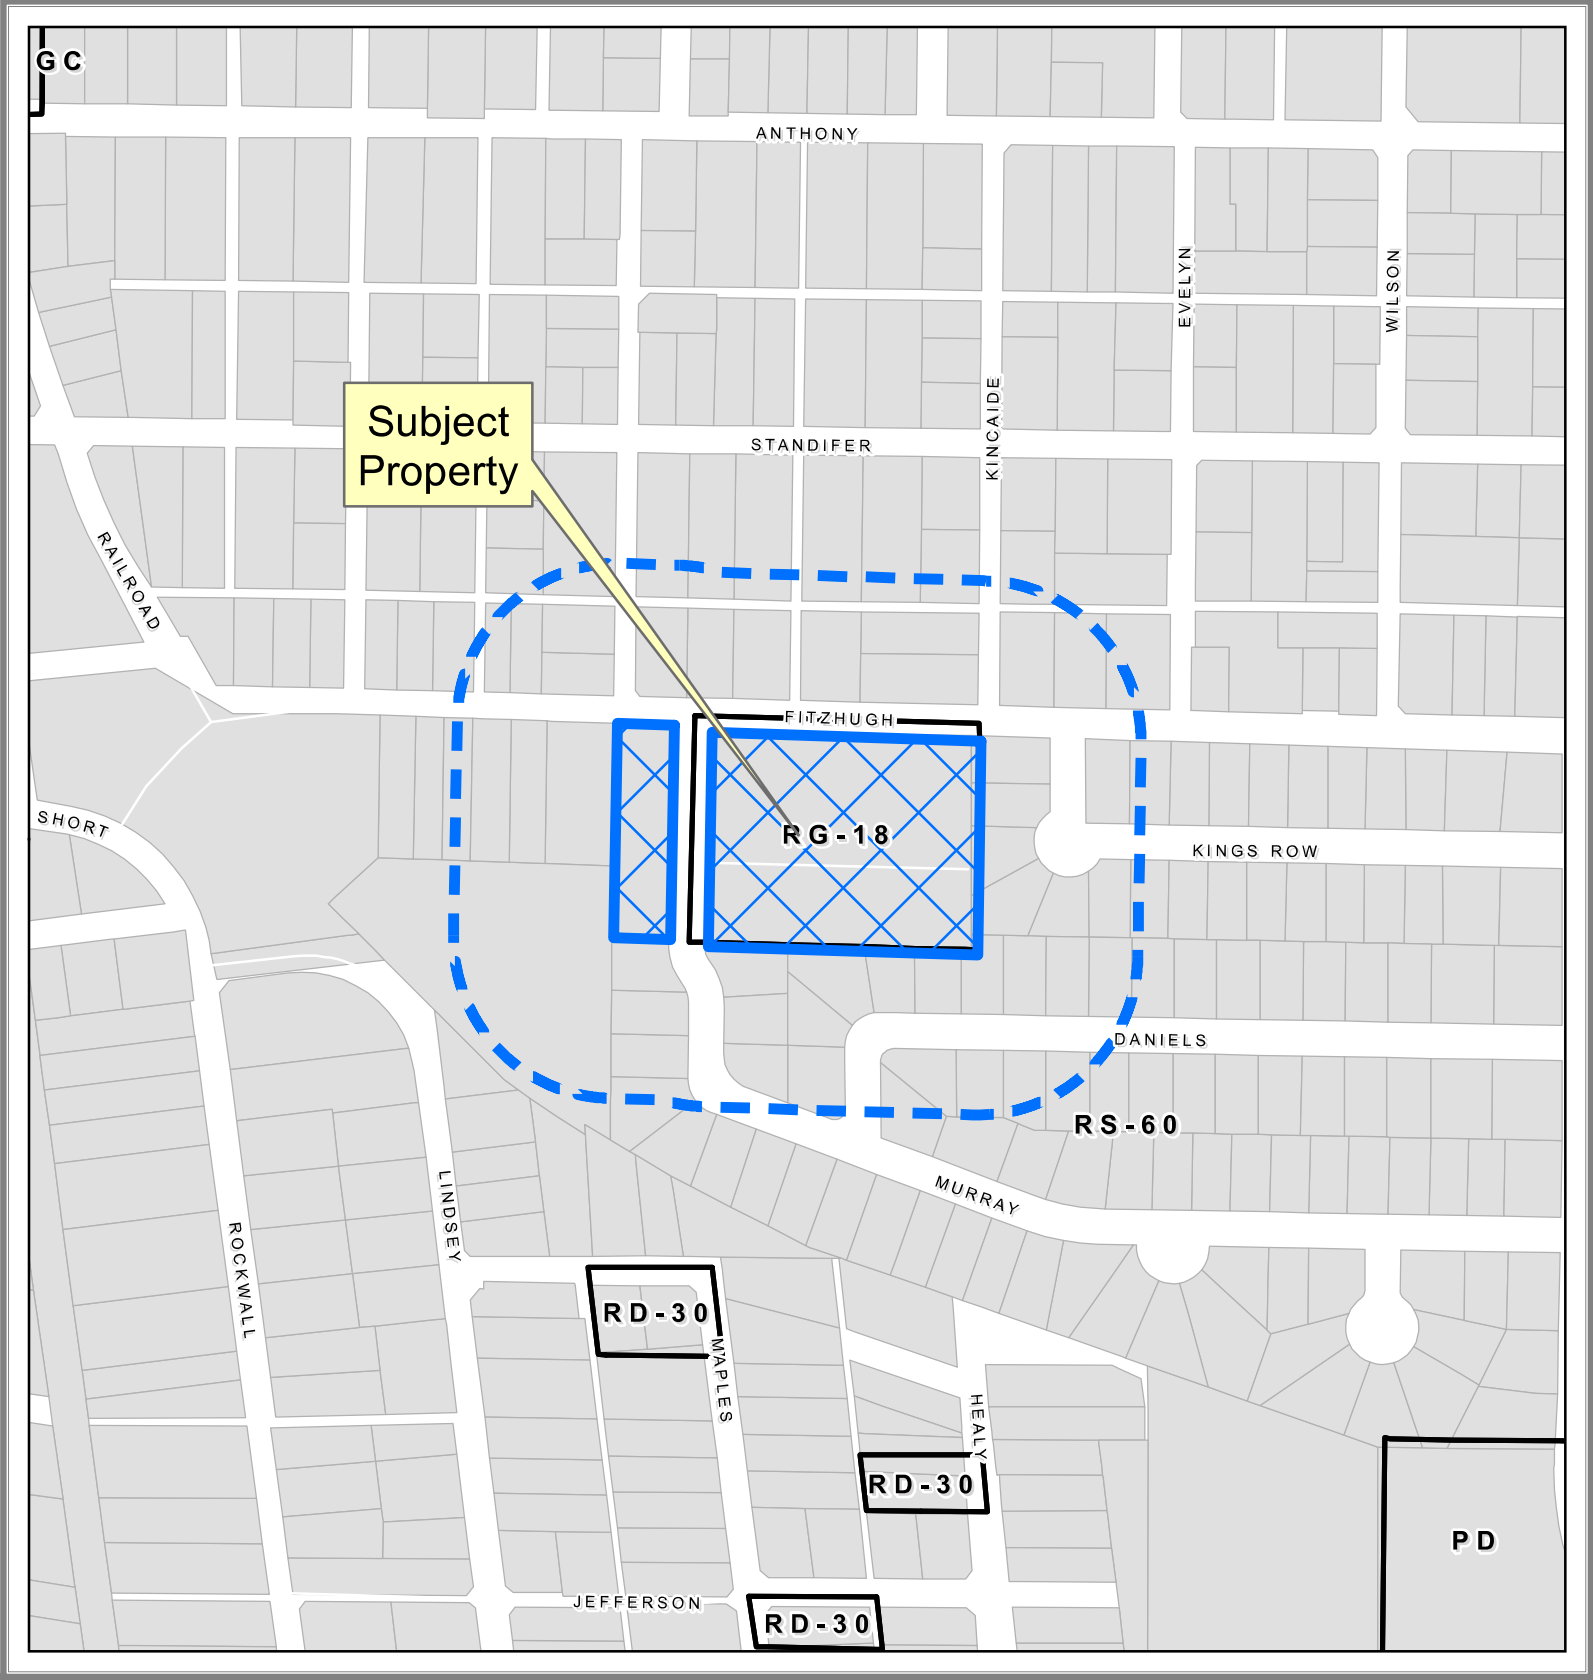 GC
ANTHONY
EVELYN
WILSON
KINCAIDE
Subject
Property
STANDIFER
RAILROAD
FITZHUGH
SHORT
RG-18
KINGS ROW
DANIELS
RS-60
LINDSEY
MURRAY
ROCKWALL
RD-30
MAPLES
HEALY
RD-30
PD
JEFFERSON
RD-30